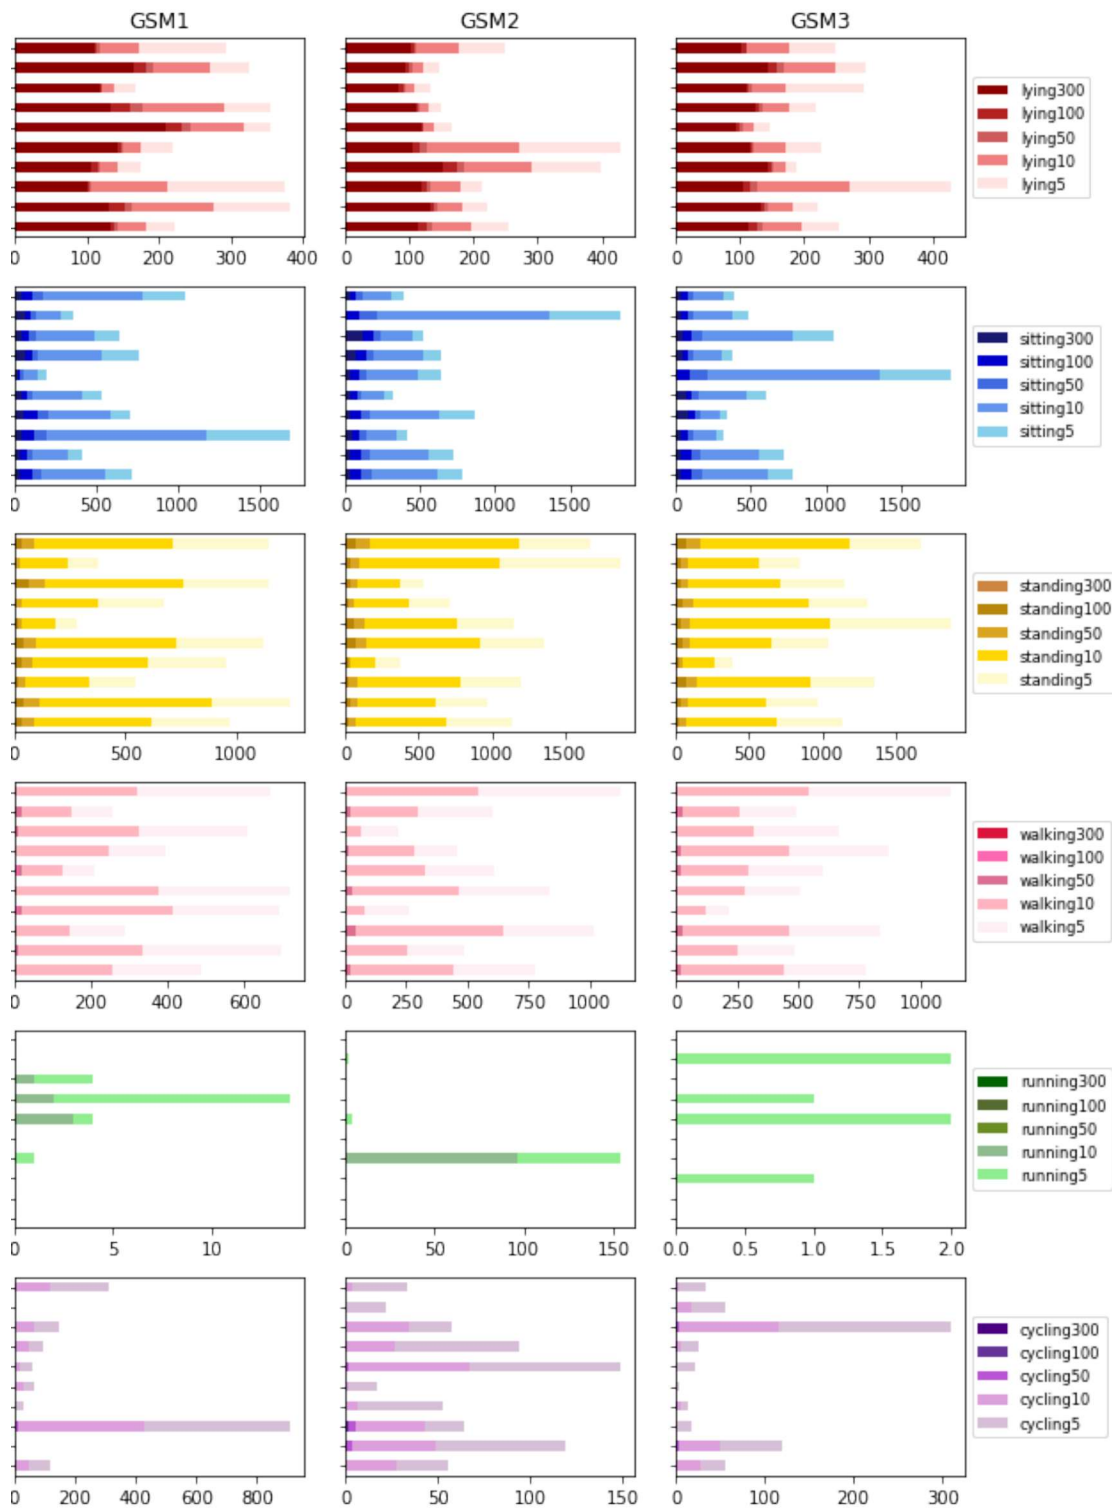 GSM1 GSM2 GSM3
lying300
lying100
lying50
lying10
lying5
0 100 200 300 400 0 100 200 300 400 0 100 200 300 400
sitting300
sitting100
sitting50
sitting10
sitting5
0 500 1000 1500 0 500 1000 1500 0 500 1000 1500
standing300
standing100
standing50
standing10
standing5
0 500 1000 0 500 1000 1500 0 500 1000 1500
walking300
walking100
walking50
walking10
walking5
0 200 400 600 0 250 500 750 1000 0 250 500 750 1000
running300
running100
running50
running10
running5
0 5 10 0 50 100 150 0.0 0.5 1.0 1.5 2.0
cycling300
cycling100
cycling50
cycling10
cycling5
0 200 400 600 800 0 50 100 150 0 100 200 300